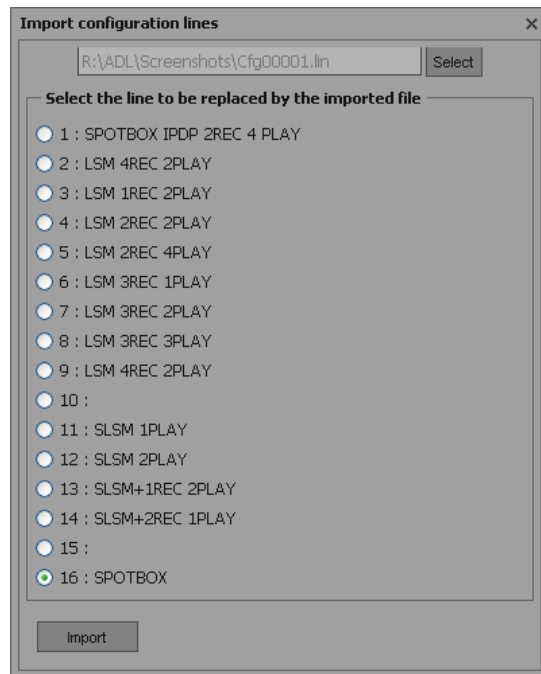 Import configuration lines
R:\ADL\Screenshots\Cfg00001.lin Select
Select the line to be replaced by the imported file
1 : SPOTBOX IPDP 2REC 4 PLAY
2 : LSM 4REC 2PLAY
3 : LSM 1REC 2PLAY
4 : LSM 2REC 2PLAY
5 : LSM 2REC 4PLAY
6 : LSM 3REC 1PLAY
7 : LSM 3REC 2PLAY
8 : LSM 3REC 3PLAY
9 : LSM 4REC 2PLAY
10 :
11 : SLSM 1PLAY
12 : SLSM 2PLAY
13 : SLSM+1REC 2PLAY
14 : SLSM+2REC 1PLAY
15 :
16 : SPOTBOX
Import